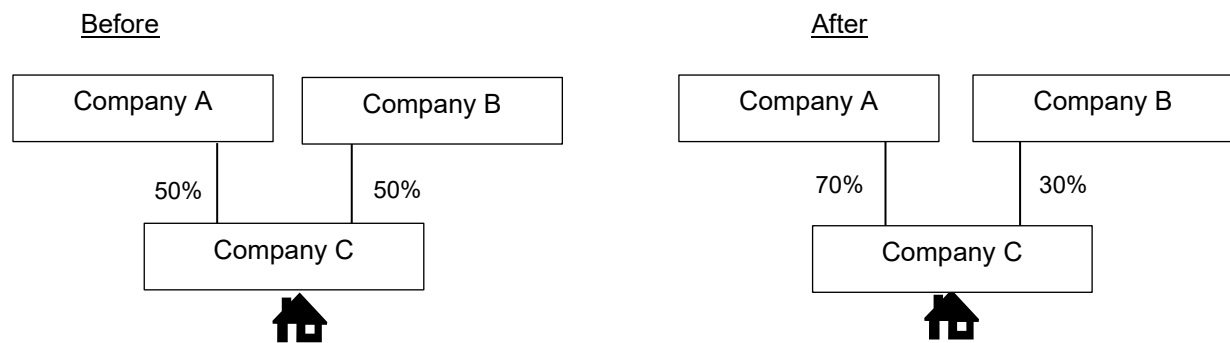 Before
Company A
Company B
50%
50%
Company C
After
Company A
Company B
70%
30%
Company C